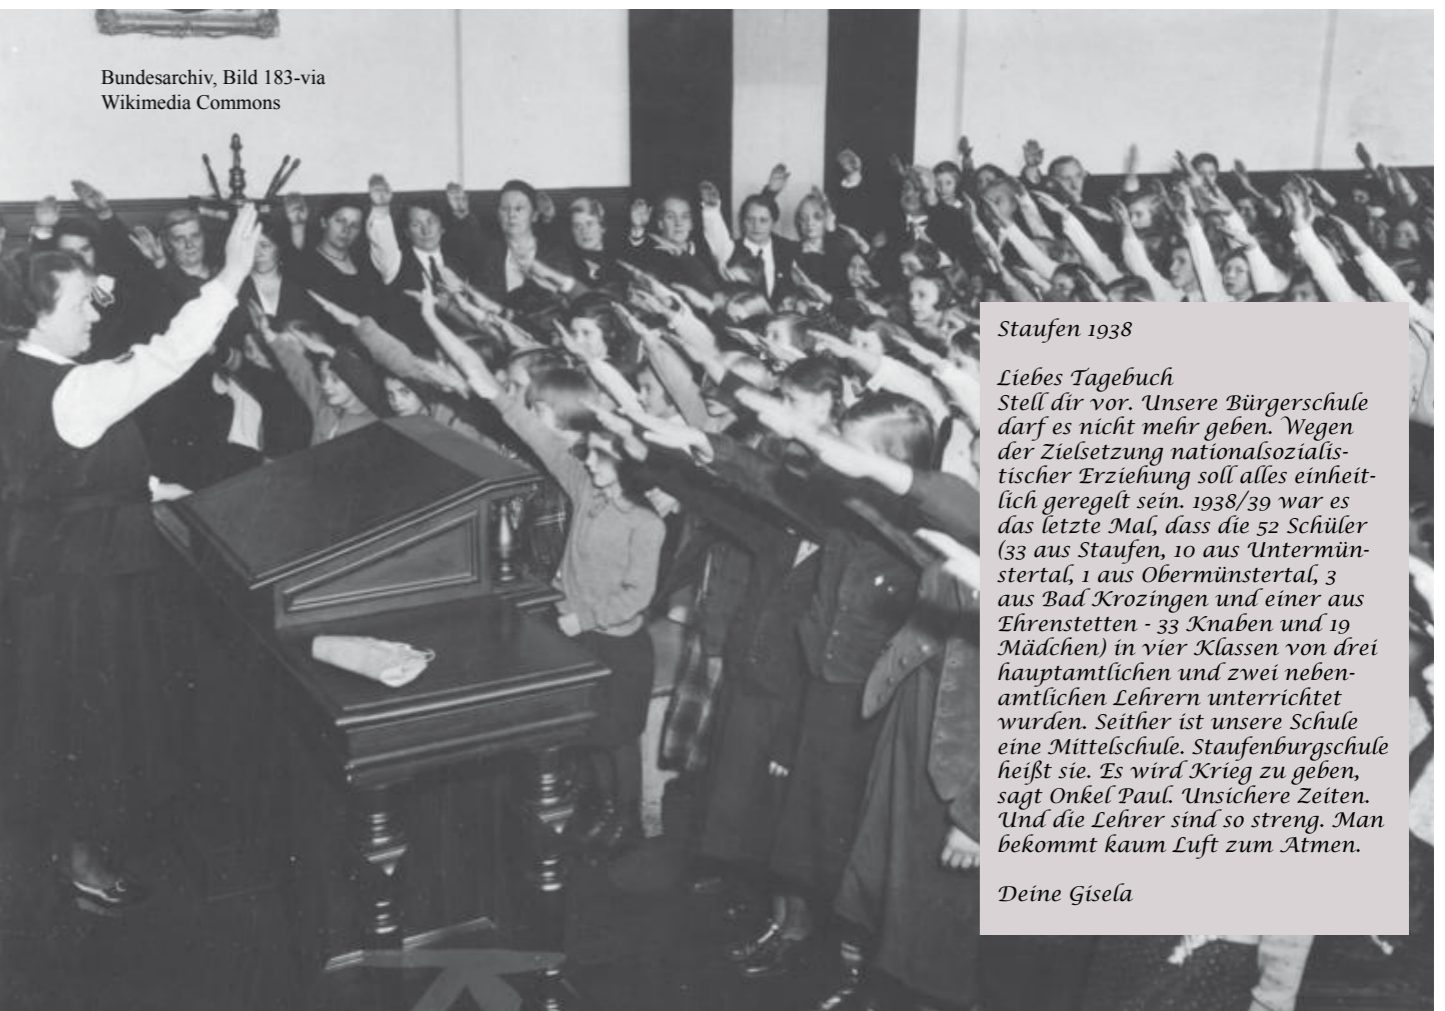 Bundesarchiv, Bild 183-via
Wikimedia Commons
Staufen 1938
Liebes Tagebuch
Stell dir vor. Unsere Bürgerschule
darf es nicht mehr geben. Wegen
der Zielsetzung nationalsozialis-
tischer Erziehung soll alles einheit-
lich geregelt sein. 1938/39 war es
das letzte Mal, dass die 52 Schüler
(33 aus Staufen, 10 aus Untermün-
stertal, 1 aus Obermünstertal, 3
aus Bad Krozingen und einer aus
Ehrenstetten - 33 Knaben und 19
Mädchen) in vier Klassen von drei
hauptamtlichen und zwei neben-
amtlichen Lehrern unterrichtet
wurden. Seither ist unsere Schule
eine Mittelschule. Staufenburgschule
heißt sie. Es wird Krieg zu geben,
sagt Onkel Paul. Unsichere Zeiten.
Und die Lehrer sind so streng. Man
bekommt kaum Luft zum Atmen.
Deine Gisela